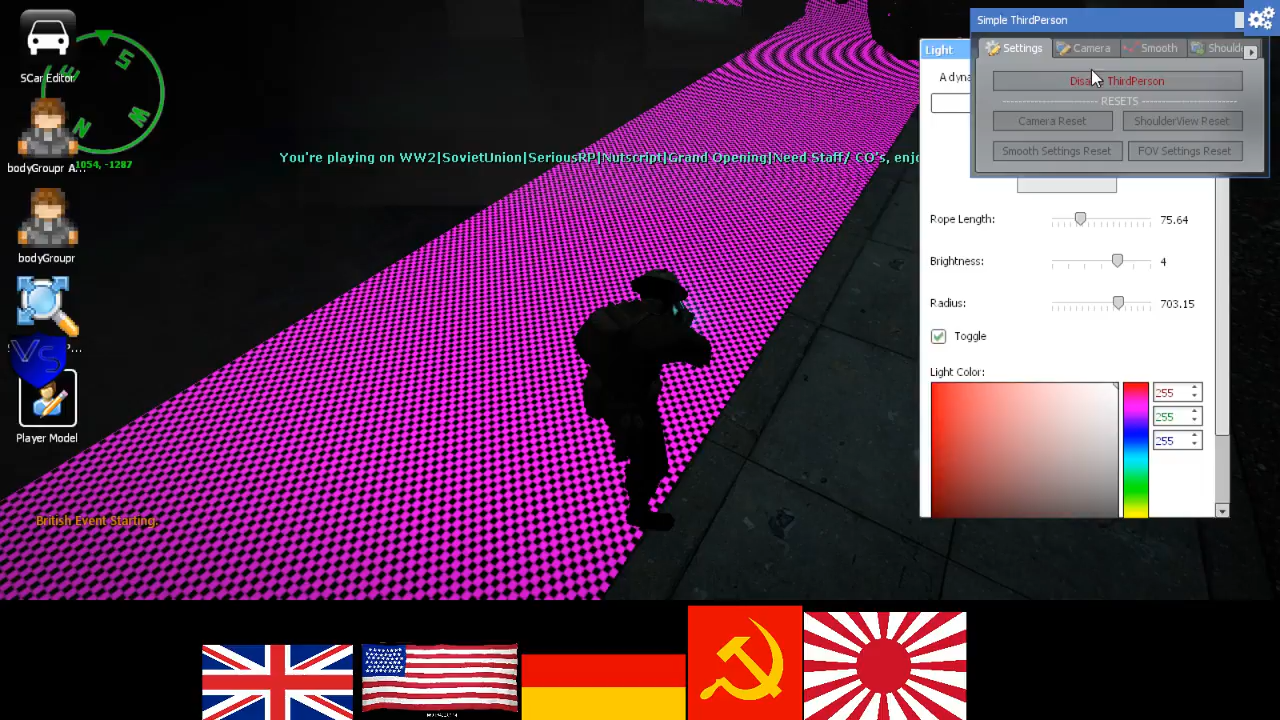 SCar Editor
S
E
W
N
1054, -1287
bodyGroupr A...
bodyGroupr
VS
Player Model
You're playing on WW2|SovietUnion|SeriousRP|Nutscript|Grand Opening|Need Staff/ CO's, enjo
British Event Starting.
Simple ThirdPerson
Settings
Camera
Smooth
Should
ThirdPerson
RESETS
Camera Reset
ShoulderView Reset
Smooth Settings Reset
FOV Settings Reset
Light
A dyna
Rope Length:
75.64
Brightness:
4
Radius:
703.15
Toggle
Light Color:
255
255
255